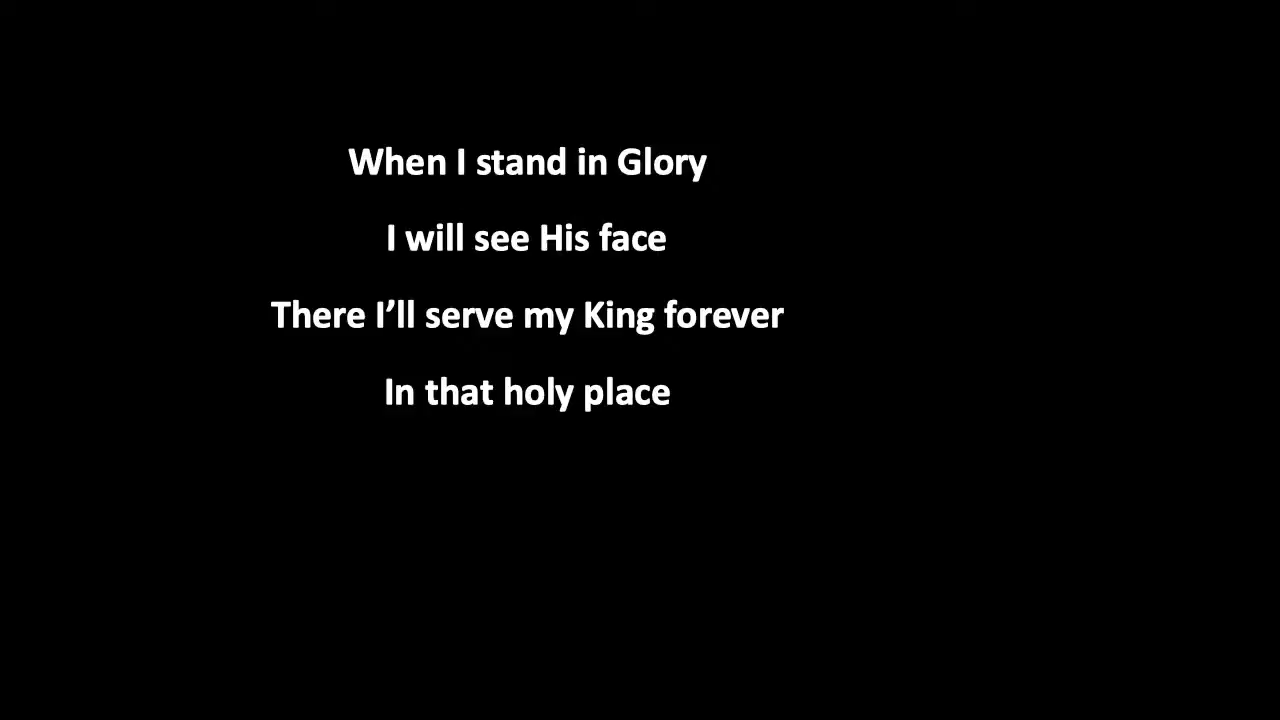 When I stand in Glory
I will see His face
There I’ll serve my King forever
In that holy place